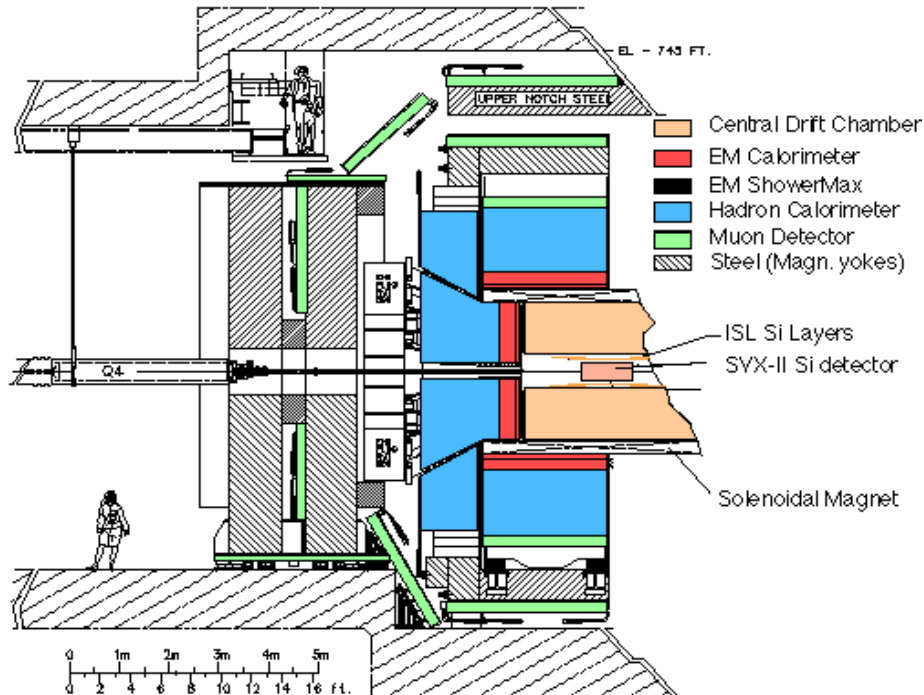 EL - 745 FT.
UPPER NOTCH STEEL
Central Drift Chamber
EM Calorimeter
EM ShowerMax
Hadron Calorimeter
Muon Detector
Steel (Magn. yokes)
ISL Si Layers
SVX-II Si detector
Q4
Solenoidal Magnet
0 1m 2m 3m 4m 5m
0 2 4 6 8 10 12 14 16 ft.